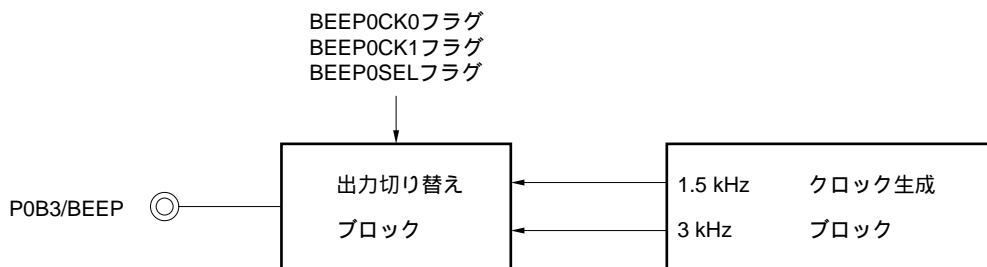 BEEP0CK0フラグ
BEEP0CK1フラグ
BEEP0SELフラグ
出力切り替え
ブロック
P0B3/BEEP
1.5 kHz クロック生成
3 kHz ブロック